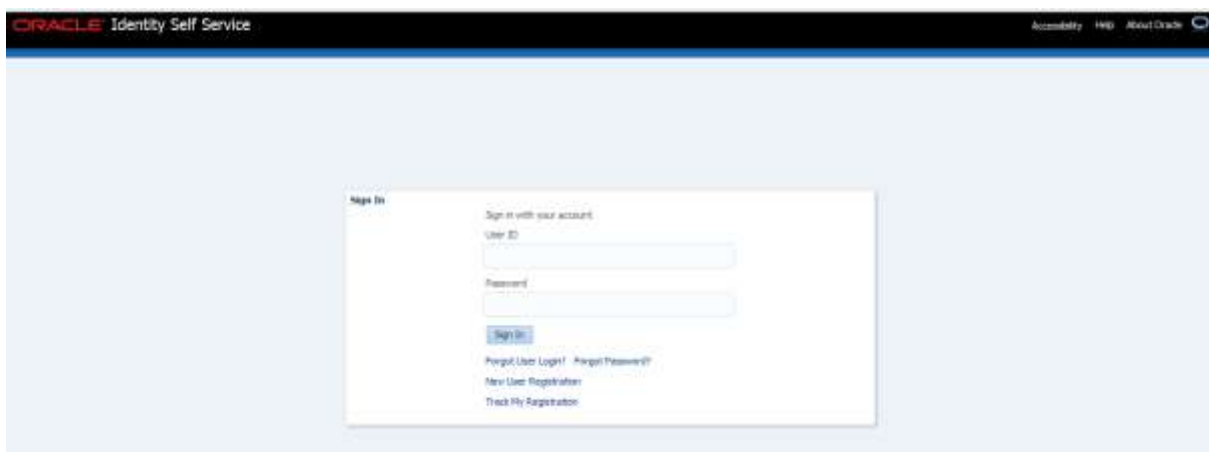 ORACLE Identity Self Service
Accessibility Help About Oracle
Sign In
Sign in with your account
User ID
Password
Sign In
Forgot User Login? Forgot Password?
New User Registration
Track My Registration